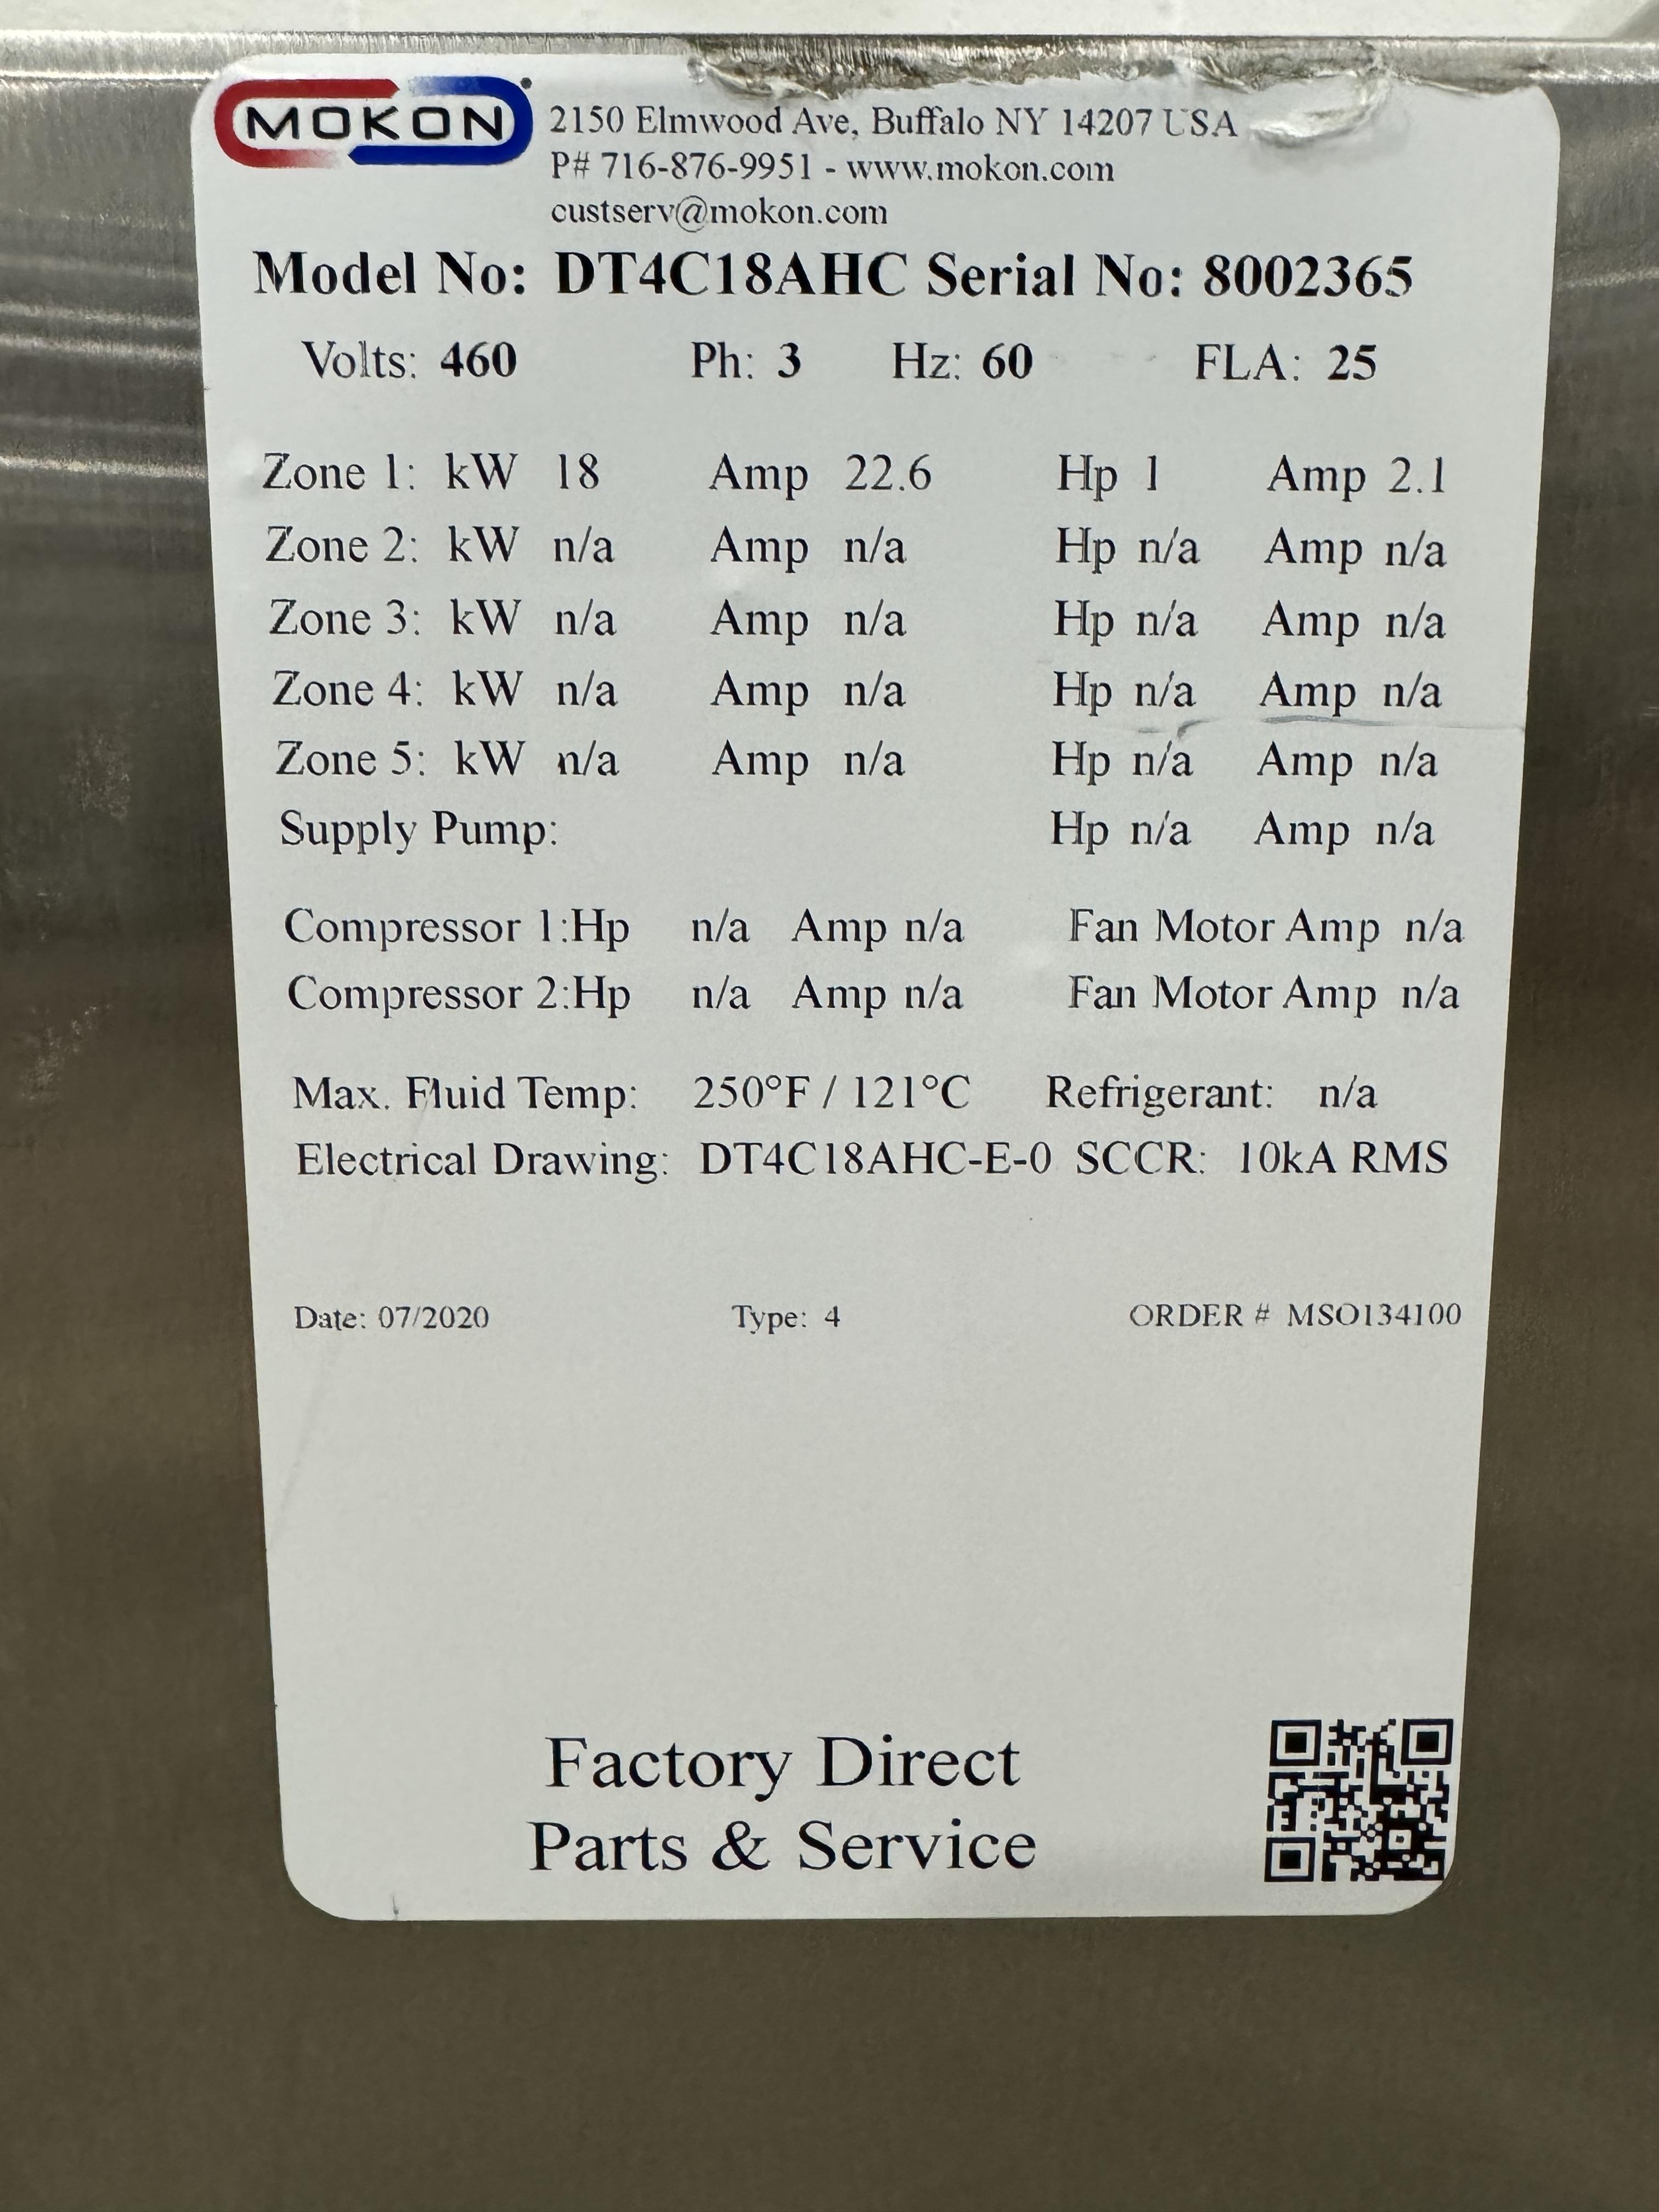 MOKON
2150 Elmwood Ave, Buffalo NY 14207 USA
P# 716-876-9951 - www.mokon.com
custserv@mokon.com
Model No: DT4C18AHC Serial No: 8002365
Volts: 460 Ph: 3 Hz: 60 FLA: 25
Zone 1: kW 18 Amp 22.6 Hp 1 Amp 2.1
Zone 2: kW n/a Amp n/a Hp n/a Amp n/a
Zone 3: kW n/a Amp n/a Hp n/a Amp n/a
Zone 4: kW n/a Amp n/a Hp n/a Amp n/a
Zone 5: kW n/a Amp n/a Hp n/a Amp n/a
Supply Pump: Hp n/a Amp n/a
Compressor 1:Hp n/a Amp n/a Fan Motor Amp n/a
Compressor 2:Hp n/a Amp n/a Fan Motor Amp n/a
Max. Fluid Temp: 250°F / 121°C Refrigerant: n/a
Electrical Drawing: DT4C18AHC-E-0 SCCR: 10kA RMS
Date: 07/2020 Type: 4 ORDER # MSO134100
Factory Direct
Parts & Service